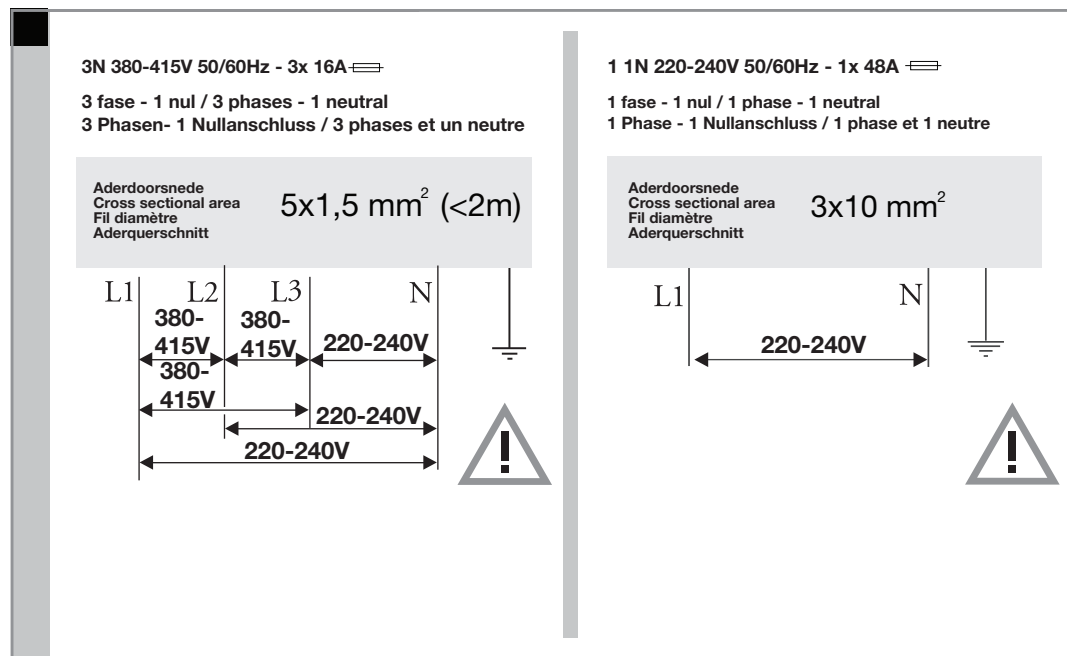 3N 380-415V 50/60Hz - 3x 16A
3 fase - 1 nul / 3 phases - 1 neutral
3 Phasen- 1 Nullanschluss / 3 phases et un neutre
Aderdoorsnede
Cross sectional area
Fil diamètre
Aderquerschnitt
5x1,5 mm² (<2m)
L1 L2 L3 N
380-
415V
380-
415V
220-240V
380-
415V
220-240V
220-240V
1 1N 220-240V 50/60Hz - 1x 48A
1 fase - 1 nul / 1 phase - 1 neutral
1 Phase - 1 Nullanschluss / 1 phase et 1 neutre
Aderdoorsnede
Cross sectional area
Fil diamètre
Aderquerschnitt
3x10 mm²
L1 N
220-240V